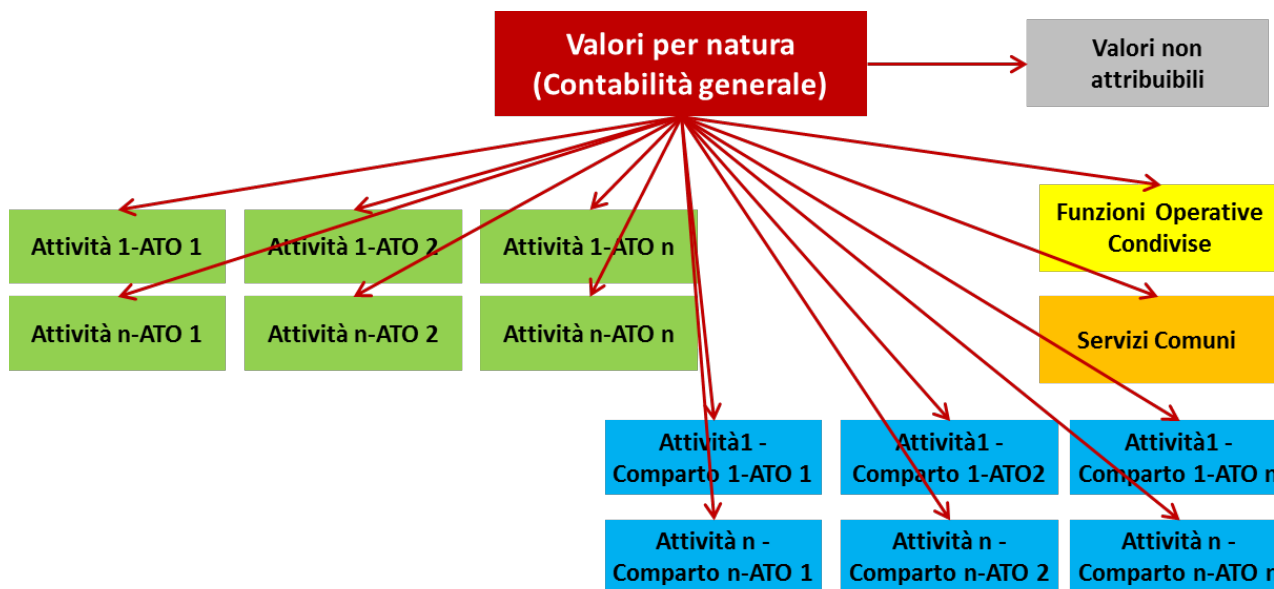 Valori per natura
(Contabilità generale)
Valori non
attribuibili
Attività 1-ATO 1
Attività 1-ATO 2
Attività 1-ATO n
Funzioni Operative
Condivise
Attività n-ATO 1
Attività n-ATO 2
Attività n-ATO n
Servizi Comuni
Attività1 -
Comparto 1-ATO 1
Attività1 -
Comparto 1-ATO2
Attività1 -
Comparto 1-ATO n
Attività n -
Comparto n-ATO 1
Attività n -
Comparto n-ATO 2
Attività n -
Comparto n-ATO n